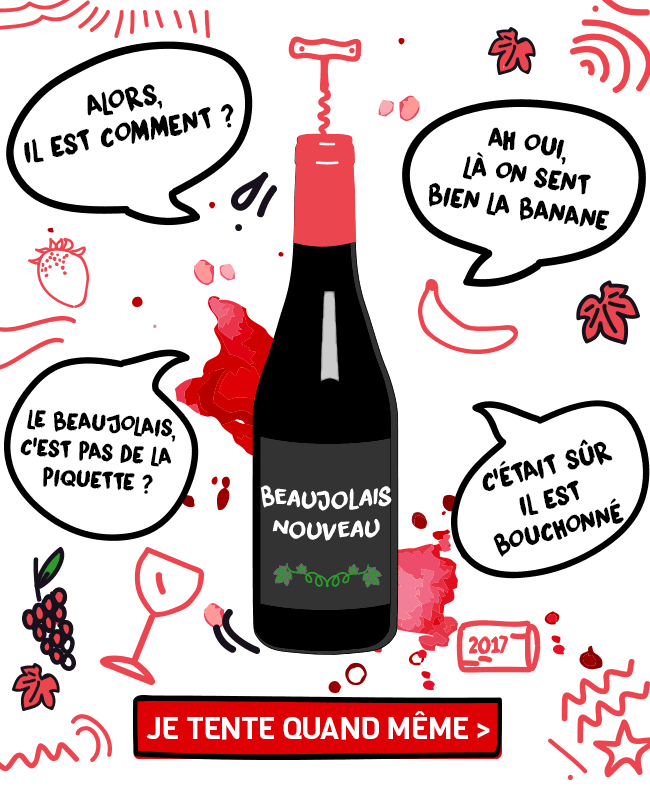 ALORS,
IL EST COMMENT ?
AH OUI,
LÀ ON SENT
BIEN LA BANANE
LE BEAUJOLAIS,
C'EST PAS DE LA
PIQUETTE ?
C'ÉTAIT SÛR
IL EST
BOUCHONNÉ
BEAUJOLAIS
NOUVEAU
2017
JE TENTE QUAND MÊME >